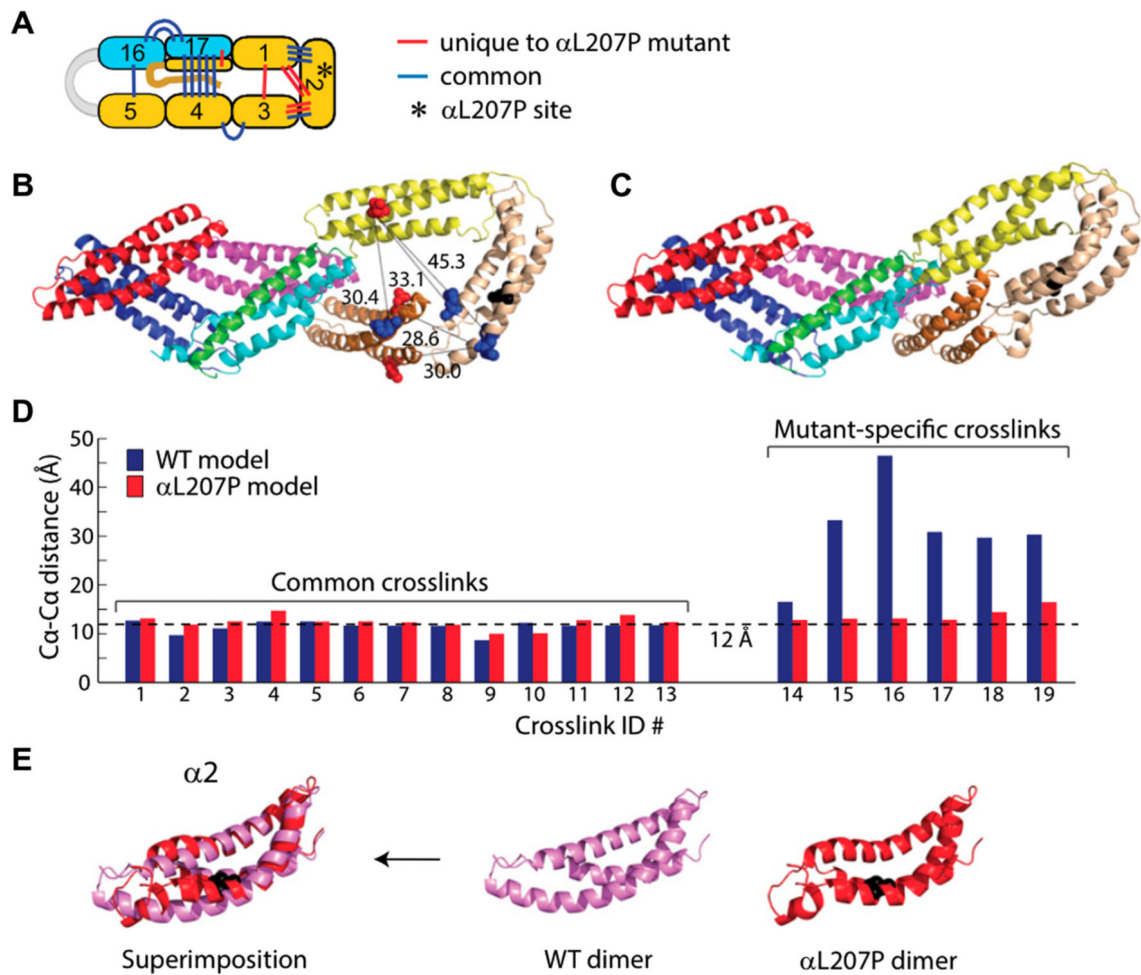 A
16
17
1
5
4
3
2
*
unique to αL207P mutant
common
* αL207P site
B
45.3
33.1
30.4
28.6
30.0
C
D
Cα-Cα distance (Å)
50
40
30
20
10
0
WT model
αL207P model
Common crosslinks
Mutant-specific crosslinks
12 Å
1 2 3 4 5 6 7 8 9 10 11 12 13 14 15 16 17 18 19
Crosslink ID #
E
α2
Superimposition
WT dimer
αL207P dimer